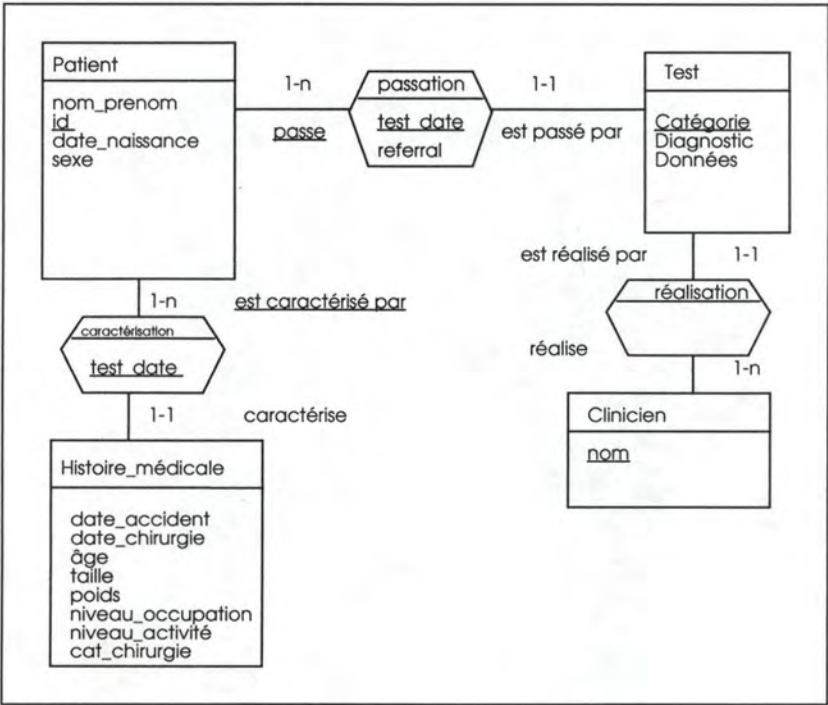 Patient
nom_prenom
id
date_naissance
sexe
1-n
passe
passation
test_date
referral
1-1
est passé par
Test
Catégorie
Diagnostic
Données
est réalisé par
1-1
réalisation
réalise
1-n
Clinicien
nom
1-n
est caractérisé par
caractérisation
test_date
1-1
caractérise
Histoire_médicale
date_accident
date_chirurgie
âge
taille
poids
niveau_occupation
niveau_activité
cat_chirurgie